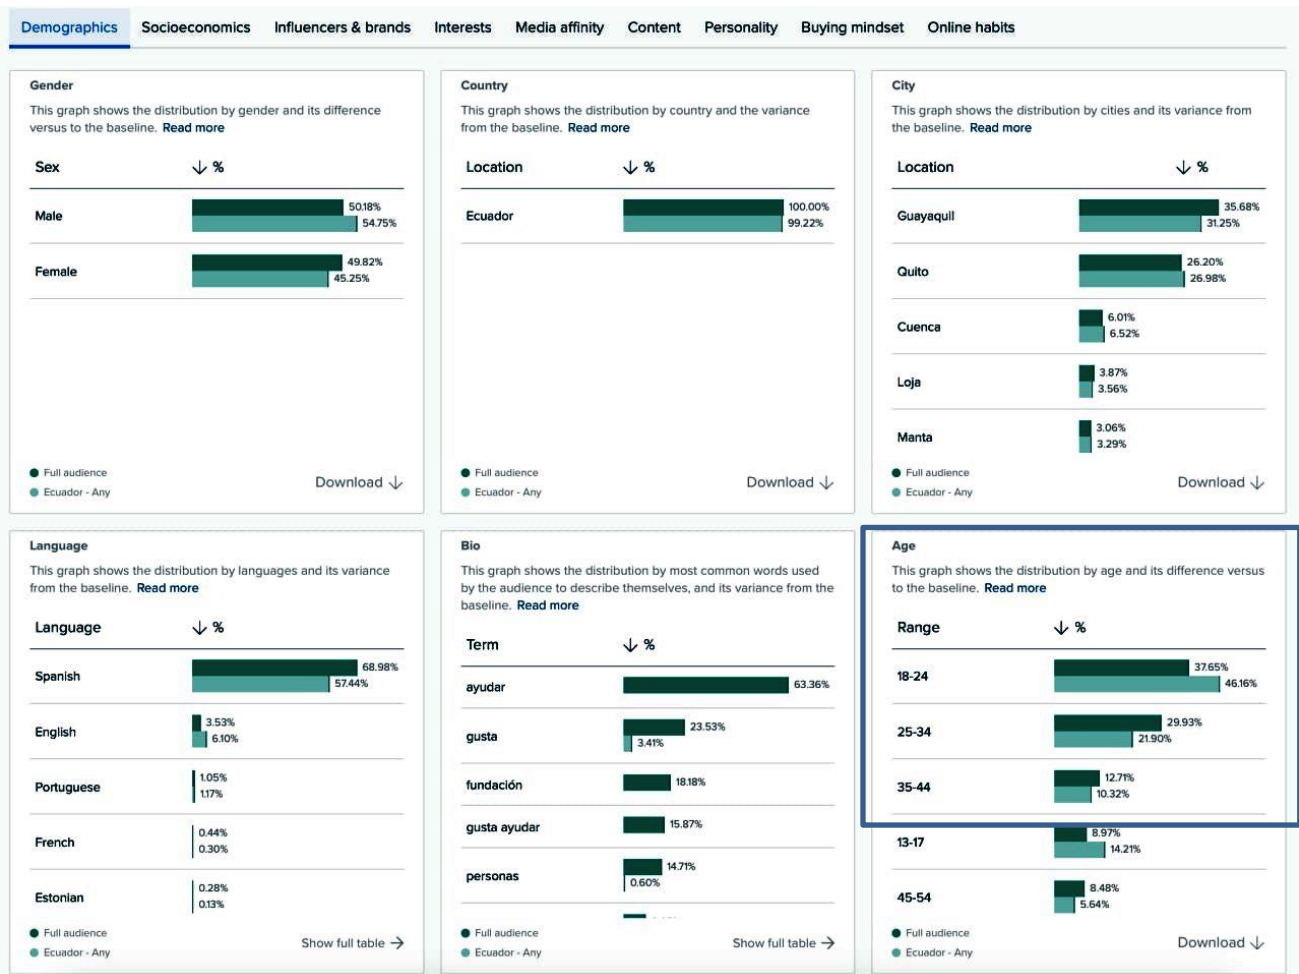 Demographics Socioeconomics Influencers & brands Interests Media affinity Content Personality Buying mindset Online habits
Gender
This graph shows the distribution by gender and its difference
versus to the baseline. Read more
Sex ↓ %
Male 50.18%
54.75%
Female 49.82%
45.25%
Full audience
Ecuador - Any
Download ↓
Country
This graph shows the distribution by country and the variance
from the baseline. Read more
Location ↓ %
Ecuador 100.00%
99.22%
Full audience
Ecuador - Any
Download ↓
City
This graph shows the distribution by cities and its variance from
the baseline. Read more
Location ↓ %
Guayaquil 35.68%
31.25%
Quito 26.20%
26.98%
Cuenca 6.01%
6.52%
Loja 3.87%
3.56%
Manta 3.06%
3.29%
Full audience
Ecuador - Any
Download ↓
Language
This graph shows the distribution by languages and its variance
from the baseline. Read more
Language ↓ %
Spanish 68.98%
57.44%
English 3.53%
6.10%
Portuguese 1.05%
1.17%
French 0.44%
0.30%
Estonian 0.28%
0.13%
Full audience
Ecuador - Any
Show full table →
Bio
This graph shows the distribution by most common words used
by the audience to describe themselves, and its variance from the
baseline. Read more
Term ↓ %
ayudar 63.36%
gusta 23.53%
3.41%
fundación 18.18%
gusta ayudar 15.87%
personas 14.71%
0.60%
Full audience
Ecuador - Any
Show full table →
Age
This graph shows the distribution by age and its difference versus
to the baseline. Read more
Range ↓ %
18-24 37.65%
46.16%
25-34 29.93%
21.90%
35-44 12.71%
10.32%
13-17 8.97%
14.21%
45-54 8.48%
5.64%
Full audience
Ecuador - Any
Download ↓